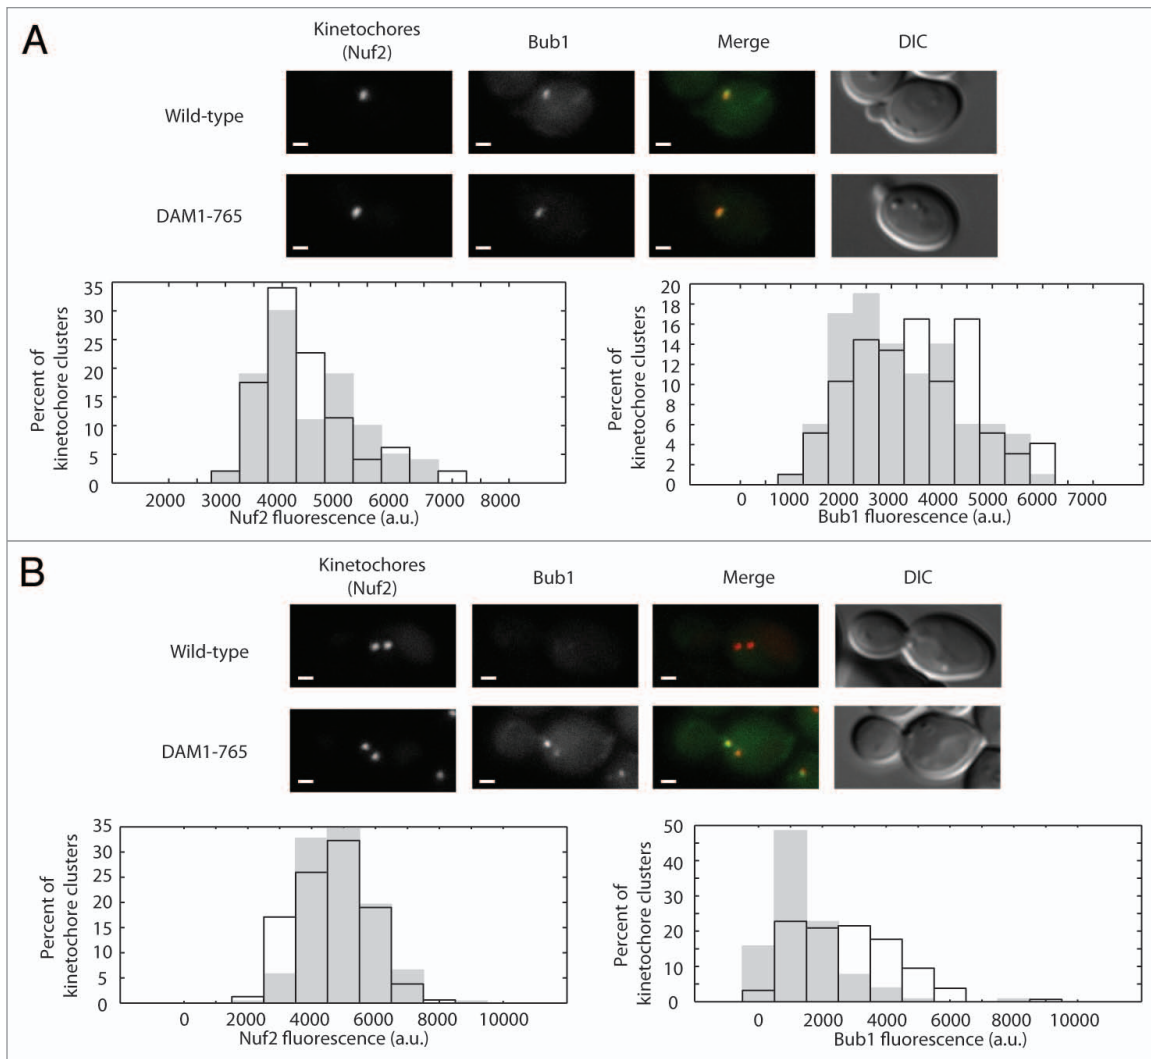 A
Kinetochores
(Nuf2)
Bub1
Merge
DIC
Wild-type
DAM1-765
Percent of
kinetochore clusters
35
30
25
20
15
10
5
0
2000 3000 4000 5000 6000 7000 8000
Nuf2 fluorescence (a.u.)
Percent of
kinetochore clusters
20
18
16
14
12
10
8
6
4
2
0
0 1000 2000 3000 4000 5000 6000 7000
Bub1 fluorescence (a.u.)
B
Kinetochores
(Nuf2)
Bub1
Merge
DIC
Wild-type
DAM1-765
Percent of
kinetochore clusters
35
30
25
20
15
10
5
0
0 2000 4000 6000 8000 10000
Nuf2 fluorescence (a.u.)
Percent of
kinetochore clusters
50
40
30
20
10
0
0 2000 4000 6000 8000 10000
Bub1 fluorescence (a.u.)